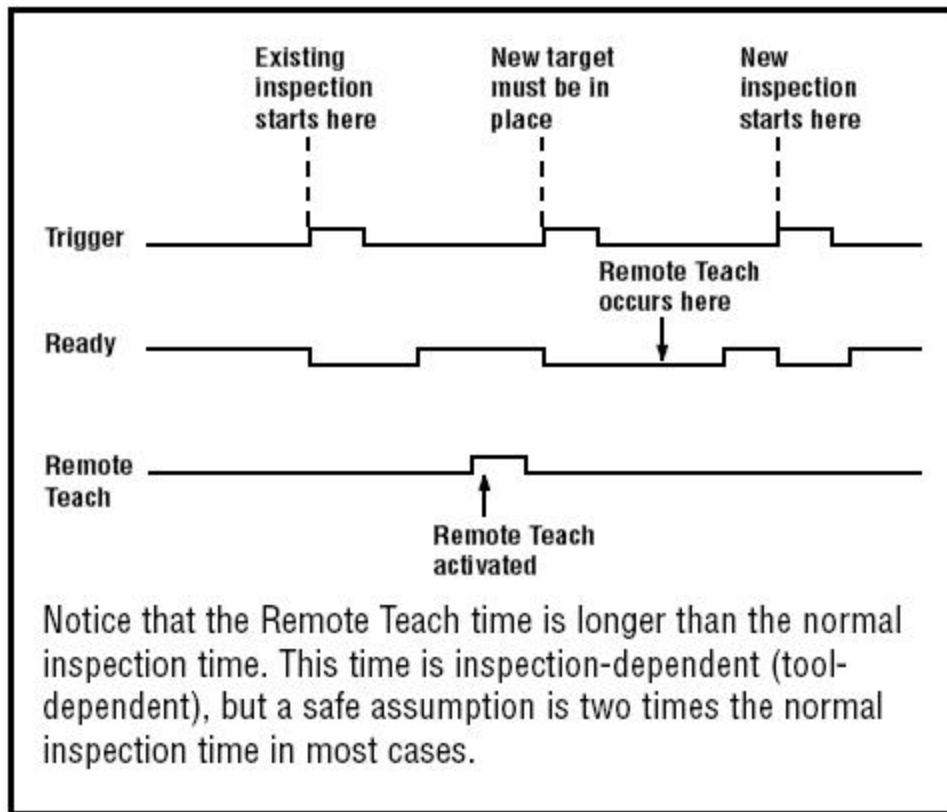 Existing
inspection
starts here
New target
must be in
place
New
inspection
starts here
Trigger
Remote Teach
occurs here
Ready
Remote
Teach
Remote Teach
activated
Notice that the Remote Teach time is longer than the normal
inspection time. This time is inspection-dependent (tool-
dependent), but a safe assumption is two times the normal
inspection time in most cases.